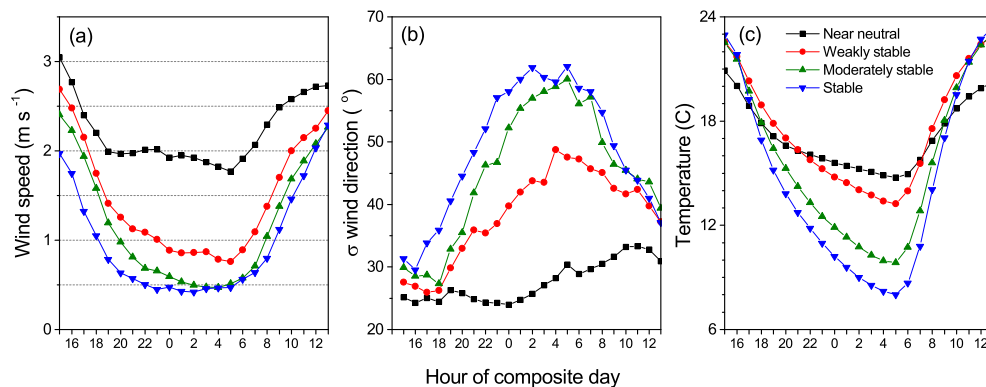 (a)
Wind speed (m s⁻¹)
3
2
1
0
16 18 20 22 0 2 4 6 8 10 12
(b)
σ wind direction ( °)
70
60
50
40
30
20
16 18 20 22 0 2 4 6 8 10 12
Hour of composite day
(c)
Near neutral
Weakly stable
Moderately stable
Stable
Temperature (C)
24
18
12
6
16 18 20 22 0 2 4 6 8 10 12